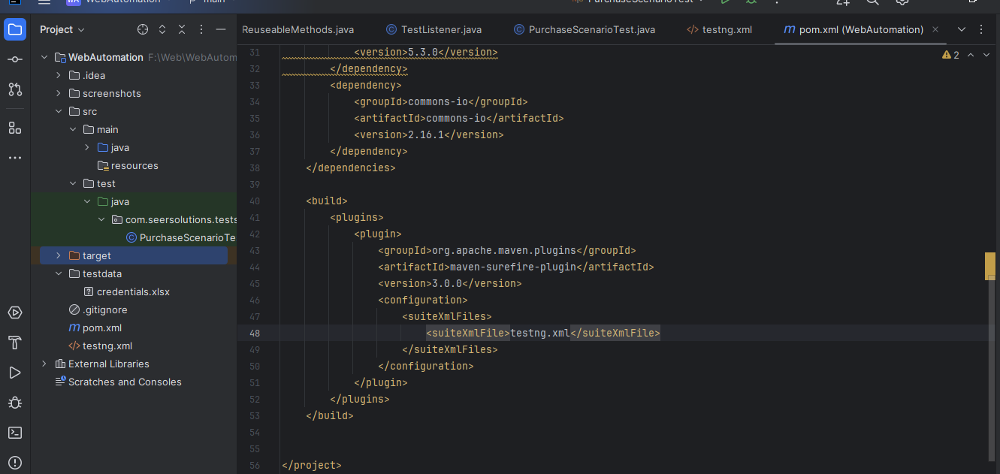 WA WebAutomation main PurchaseScenarioTest
Project
ReuseableMethods.java TestListener.java PurchaseScenarioTest.java testng.xml pom.xml (WebAutomation)
2
WebAutomation F:\Web\WebAutom
.idea
screenshots
src
main
java
resources
test
java
com.seersolutions.tests
PurchaseScenarioTe
target
testdata
credentials.xlsx
.gitignore
pom.xml
testng.xml
External Libraries
Scratches and Consoles
31 <version>5.3.0</version>
32 </dependency>
33 <dependency>
34 <groupId>commons-io</groupId>
35 <artifactId>commons-io</artifactId>
36 <version>2.16.1</version>
37 </dependency>
38 </dependencies>
39
40 <build>
41 <plugins>
42 <plugin>
43 <groupId>org.apache.maven.plugins</groupId>
44 <artifactId>maven-surefire-plugin</artifactId>
45 <version>3.0.0</version>
46 <configuration>
47 <suiteXmlFiles>
48 <suiteXmlFile>testng.xml</suiteXmlFile>
49 </suiteXmlFiles>
50 </configuration>
51 </plugin>
52 </plugins>
53 </build>
54
55
56 </project>